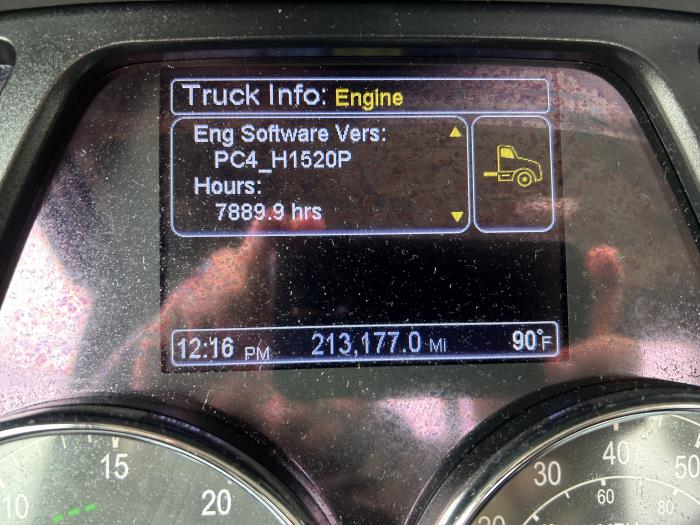 Truck Info: Engine
Eng Software Vers:
PC4_H1520P
Hours:
7889.9 hrs
12:16 PM 213,177.0 Mi 90°F
10 15 20
20 30 40 50
60 80